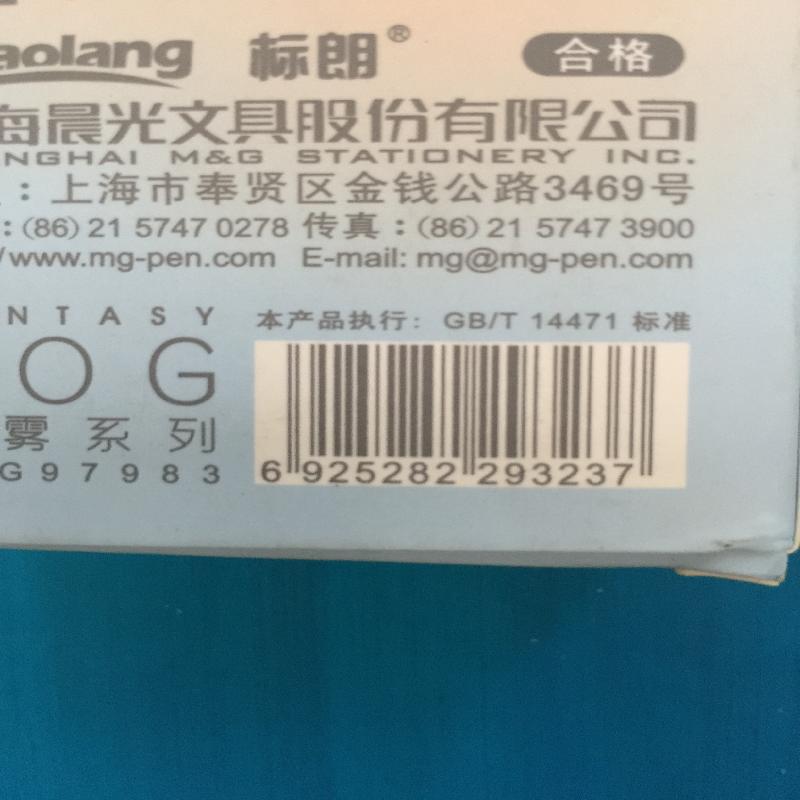 aolang 标朗® 合格
海晨光文具股份有限公司
NGHAI M&G STATIONERY INC.
：上海市奉贤区金钱公路3469号
：(86) 21 5747 0278 传真：(86) 21 5747 3900
/www.mg-pen.com E-mail: mg@mg-pen.com
NTASY
OG
雾系列
G97983
本产品执行：GB/T 14471 标准
6 925282 293237